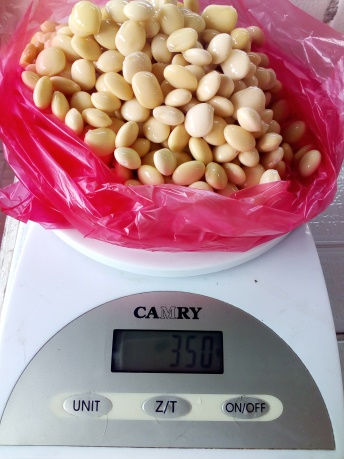 CAMRY
350
UNIT
Z/T
ON/OFF